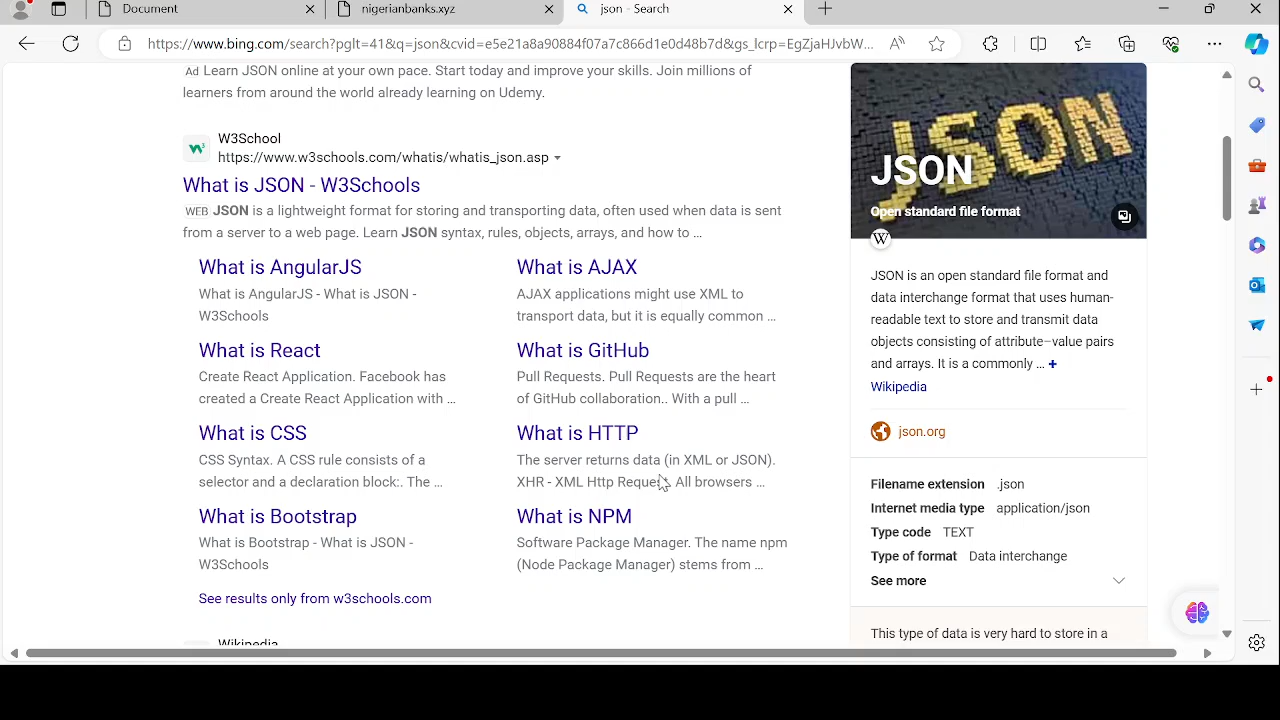 Document
nigerianbanks.xyz
json - Search
https://www.bing.com/search?pglt=41&q=json&cvid=e5e21a8a90884f07a7c866d1e0d48b7d&gs_lcrp=EgZjaHJvbW...
Ad Learn JSON online at your own pace. Start today and improve your skills. Join millions of
learners from around the world already learning on Udemy.
W3School
https://www.w3schools.com/whatis/whatis_json.asp
What is JSON - W3Schools
WEB JSON is a lightweight format for storing and transporting data, often used when data is sent
from a server to a web page. Learn JSON syntax, rules, objects, arrays, and how to ...
What is AngularJS
What is AngularJS - What is JSON -
W3Schools
What is AJAX
AJAX applications might use XML to
transport data, but it is equally common ...
What is React
Create React Application. Facebook has
created a Create React Application with ...
What is GitHub
Pull Requests. Pull Requests are the heart
of GitHub collaboration.. With a pull ...
What is CSS
CSS Syntax. A CSS rule consists of a
selector and a declaration block:. The ...
What is HTTP
The server returns data (in XML or JSON).
XHR - XML Http Request. All browsers ...
What is Bootstrap
What is Bootstrap - What is JSON -
W3Schools
What is NPM
Software Package Manager. The name npm
(Node Package Manager) stems from ...
See results only from w3schools.com
Wikipedia
JSON
JSON
Open standard file format
W
JSON is an open standard file format and
data interchange format that uses human-
readable text to store and transmit data
objects consisting of attribute–value pairs
and arrays. It is a commonly ... +
Wikipedia
json.org
Filename extension .json
Internet media type application/json
Type code TEXT
Type of format Data interchange
See more
This type of data is very hard to store in a